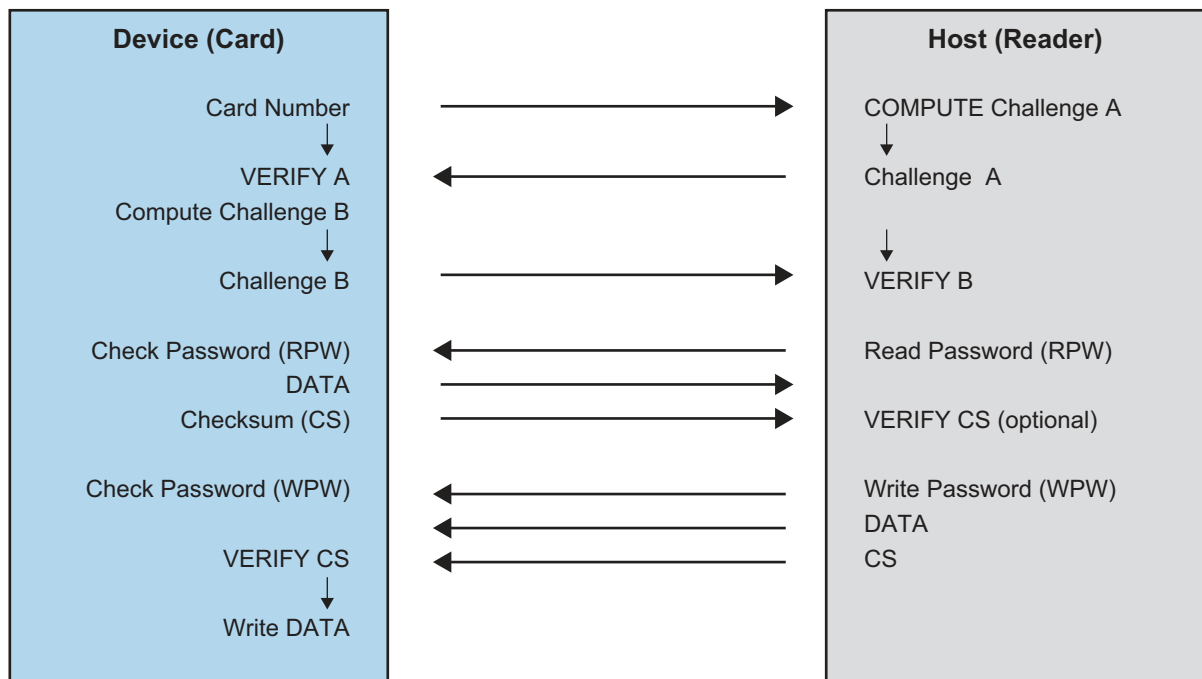 Device (Card)
Host (Reader)
Card Number
COMPUTE Challenge A
VERIFY A
Challenge A
Compute Challenge B
Challenge B
VERIFY B
Check Password (RPW)
Read Password (RPW)
DATA
Checksum (CS)
VERIFY CS (optional)
Check Password (WPW)
Write Password (WPW)
DATA
VERIFY CS
CS
Write DATA